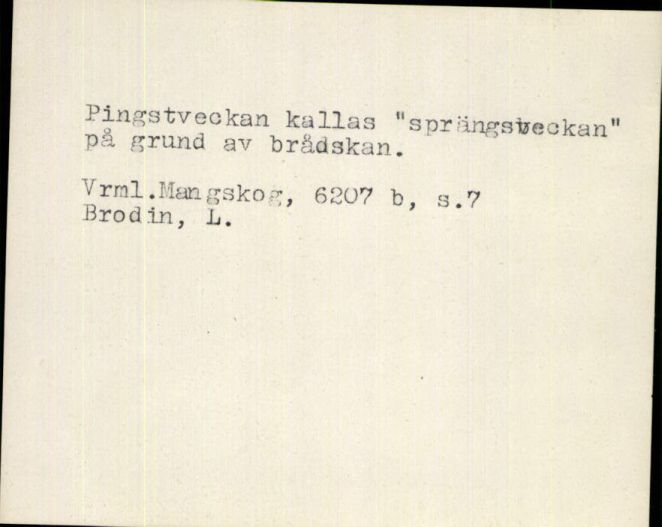 Pingstveckan kallas "sprängsveckan"
på grund av brådskan.
Vrml.Mangskog, 6207 b, s.7
Brodin, L.